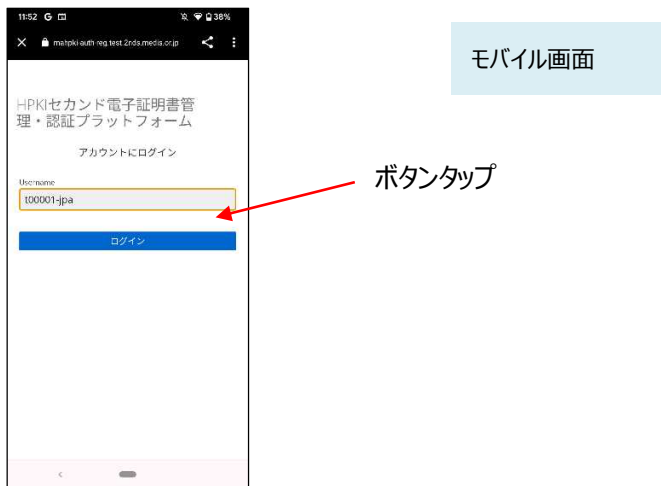 11:52 G 38%
mahpki-auth-reg.test.2nds.medis.or.jp
HPKIセカンド電子証明書管
理・認証プラットフォーム
アカウントにログイン
Username
t00001-jpa
ログイン
モバイル画面
ボタンタップ